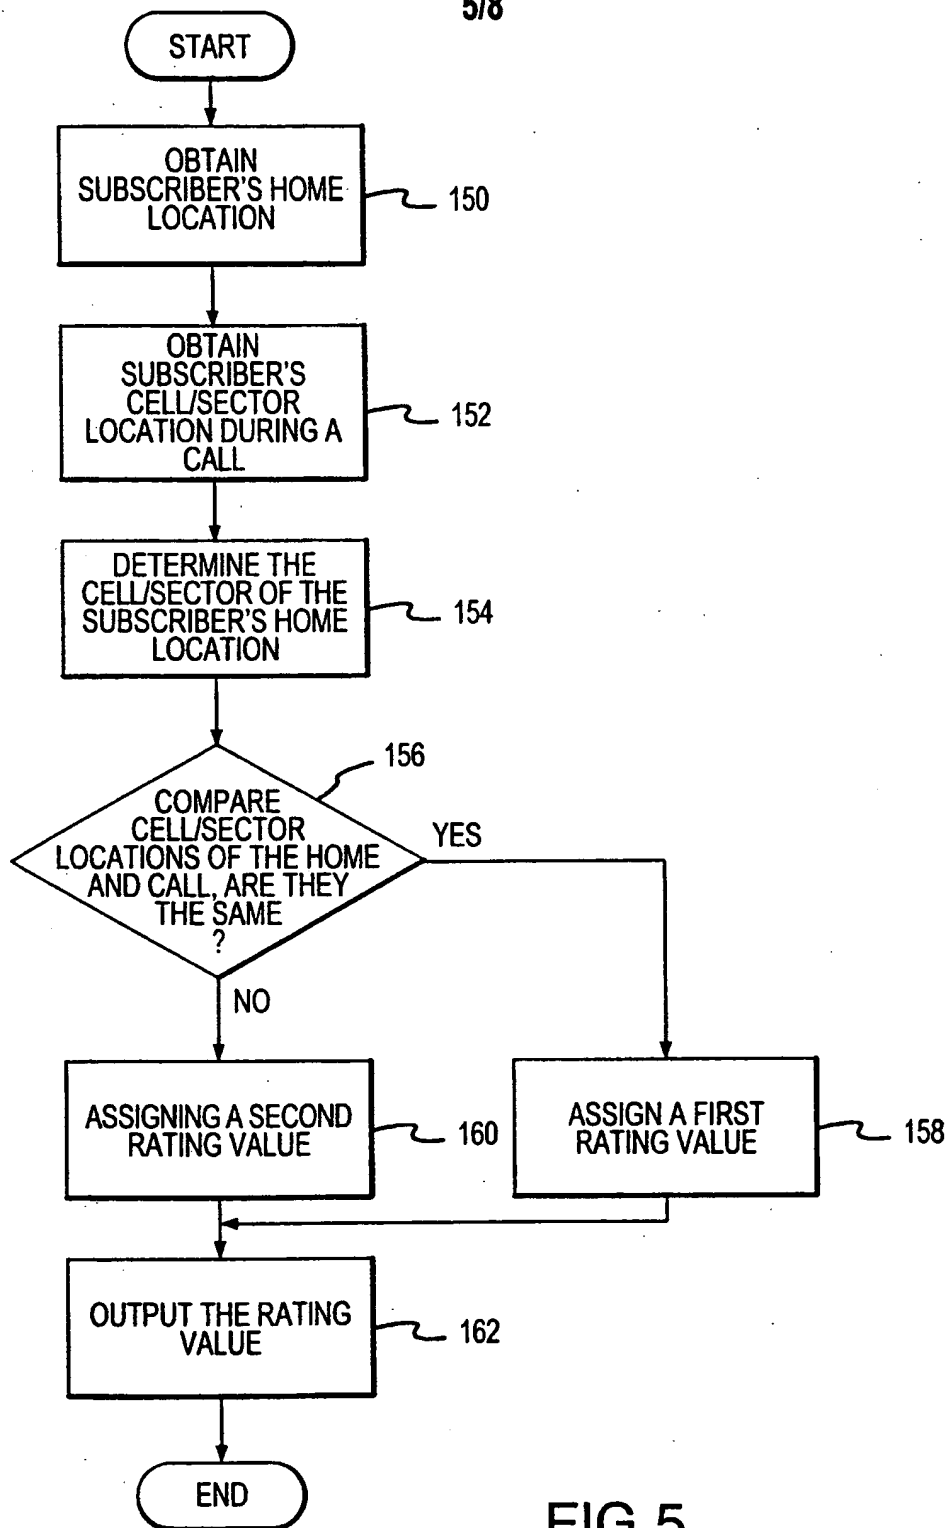 5/8
START
OBTAIN
SUBSCRIBER'S HOME
LOCATION
150
OBTAIN
SUBSCRIBER'S
CELL/SECTOR
LOCATION DURING A
CALL
152
DETERMINE THE
CELL/SECTOR OF THE
SUBSCRIBER'S HOME
LOCATION
154
156
COMPARE
CELL/SECTOR
LOCATIONS OF THE HOME
AND CALL, ARE THEY
THE SAME
?
YES
NO
ASSIGNING A SECOND
RATING VALUE
160
ASSIGN A FIRST
RATING VALUE
158
OUTPUT THE RATING
VALUE
162
END
FIG.5